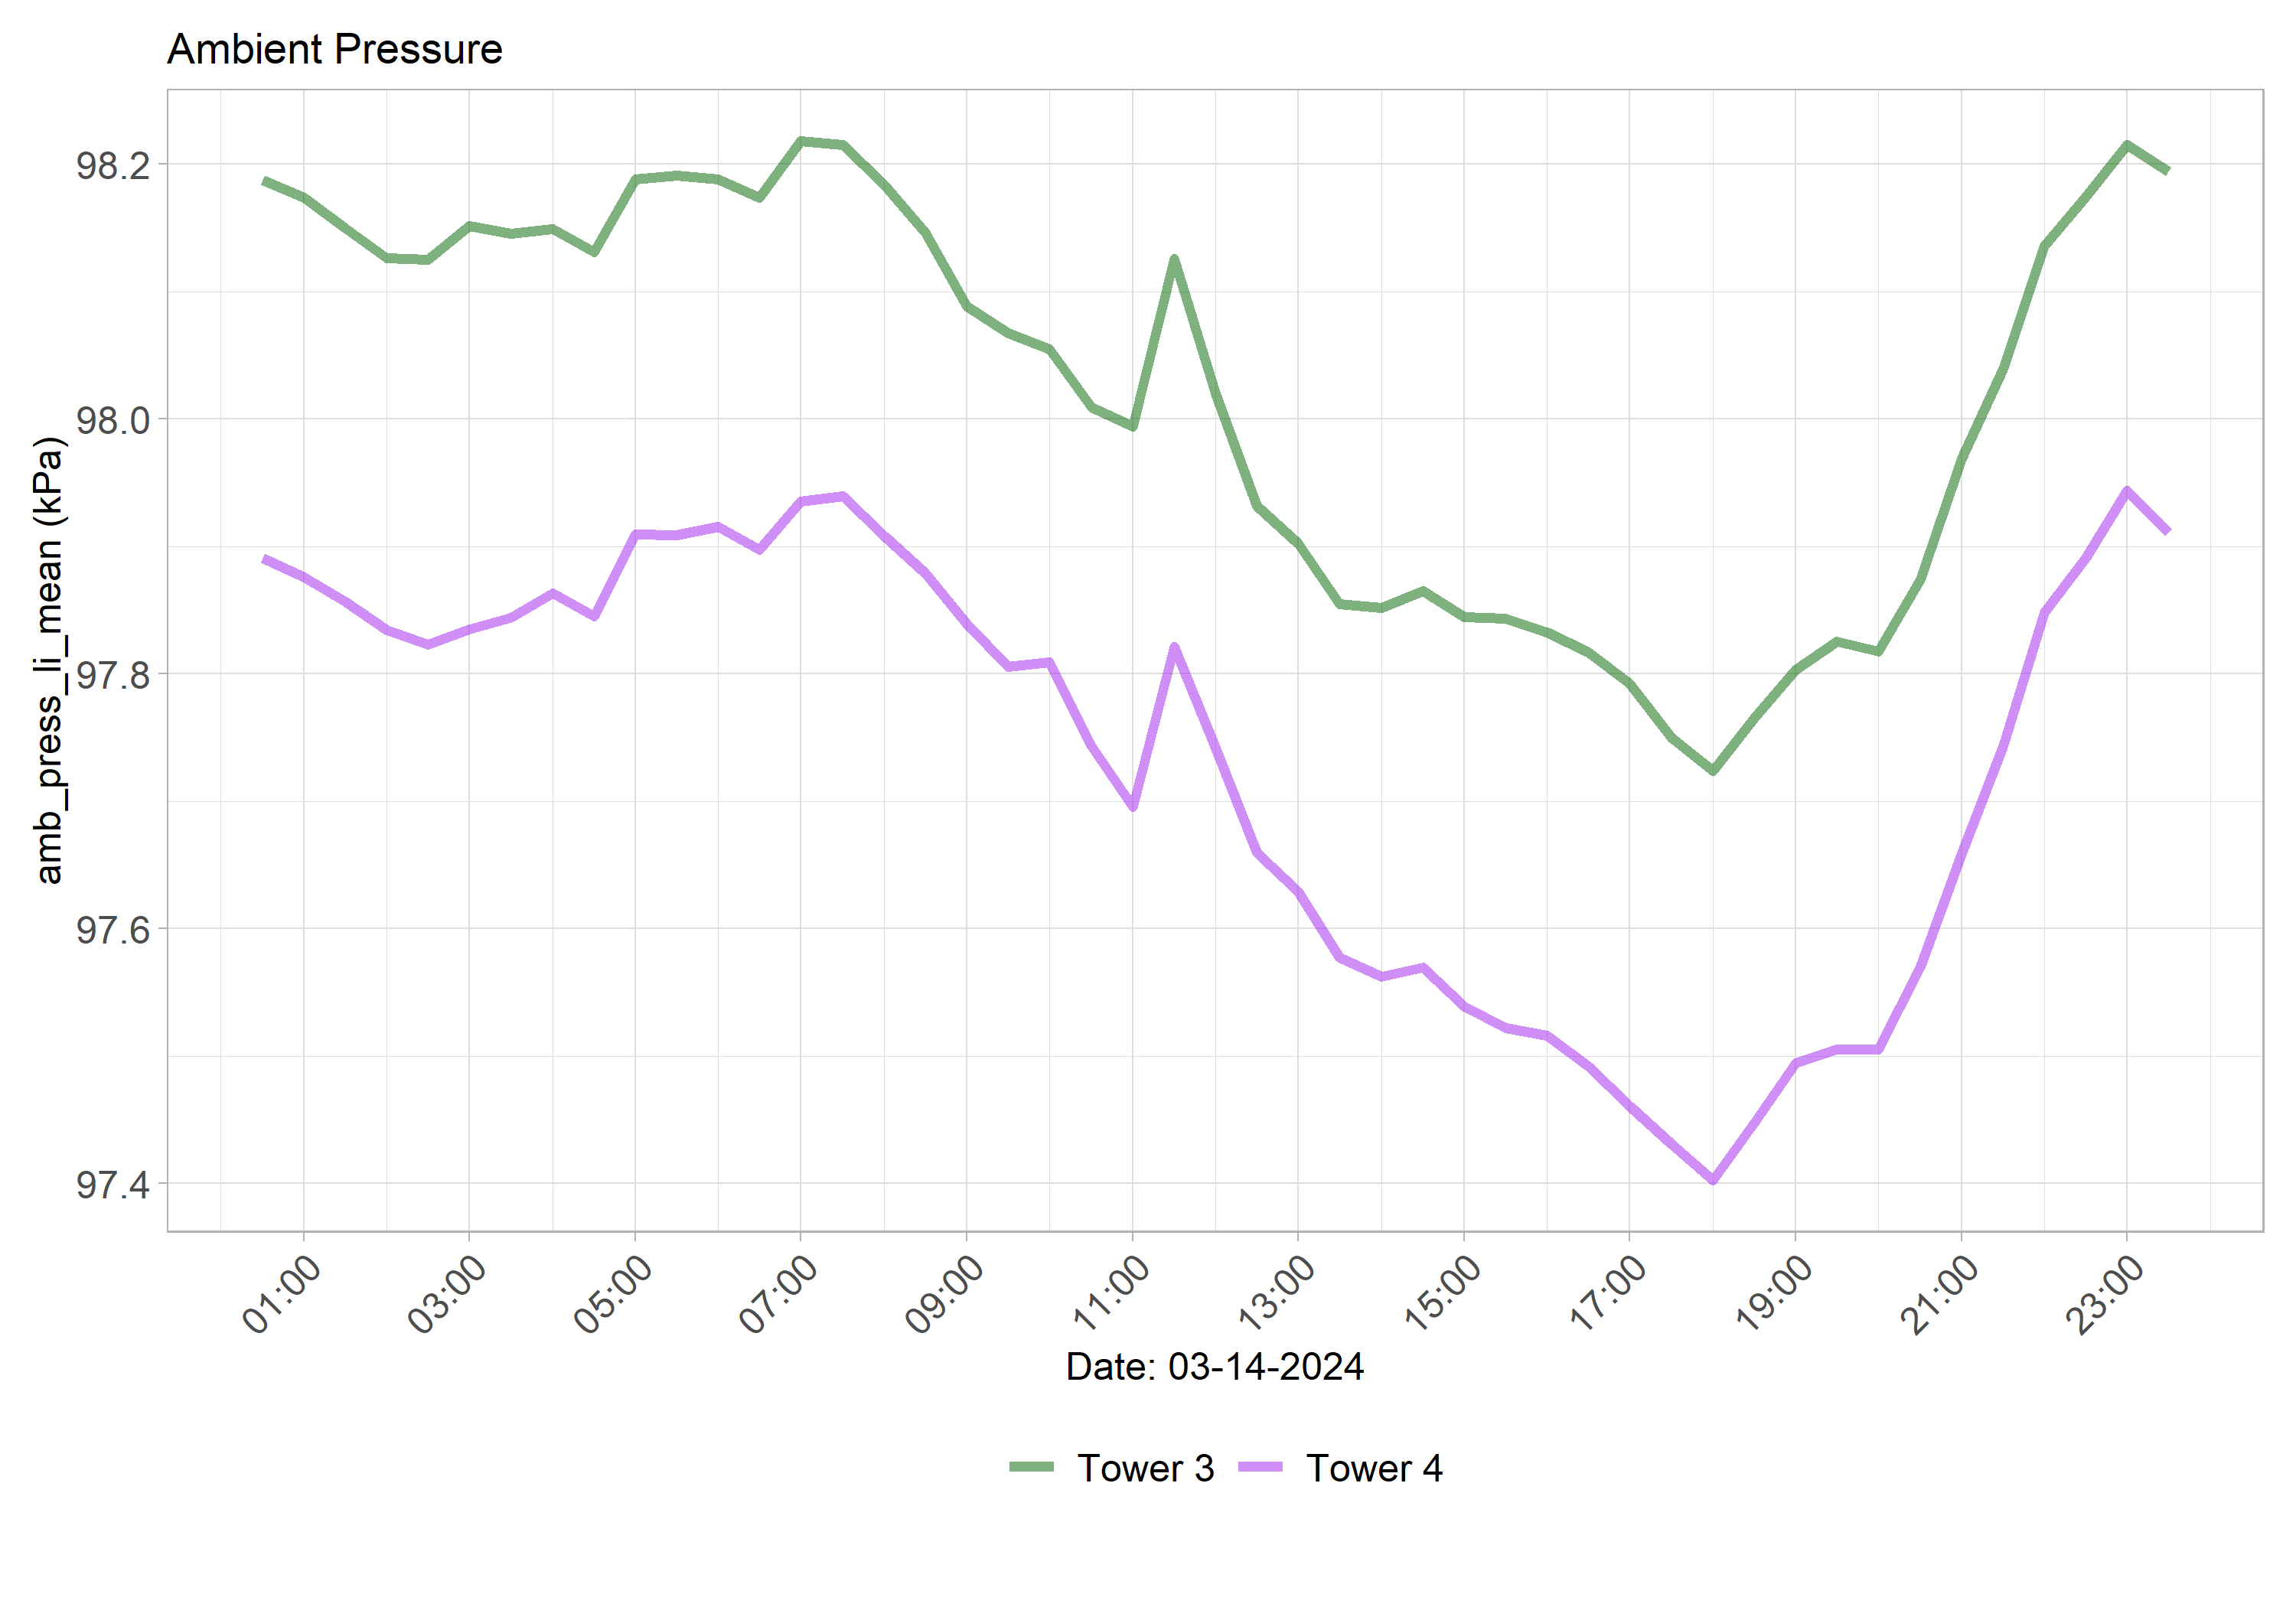 Ambient Pressure
amb_press_li_mean (kPa)
98.2
98.0
97.8
97.6
97.4
01:00 03:00 05:00 07:00 09:00 11:00 13:00 15:00 17:00 19:00 21:00 23:00
Date: 03-14-2024
Tower 3 Tower 4